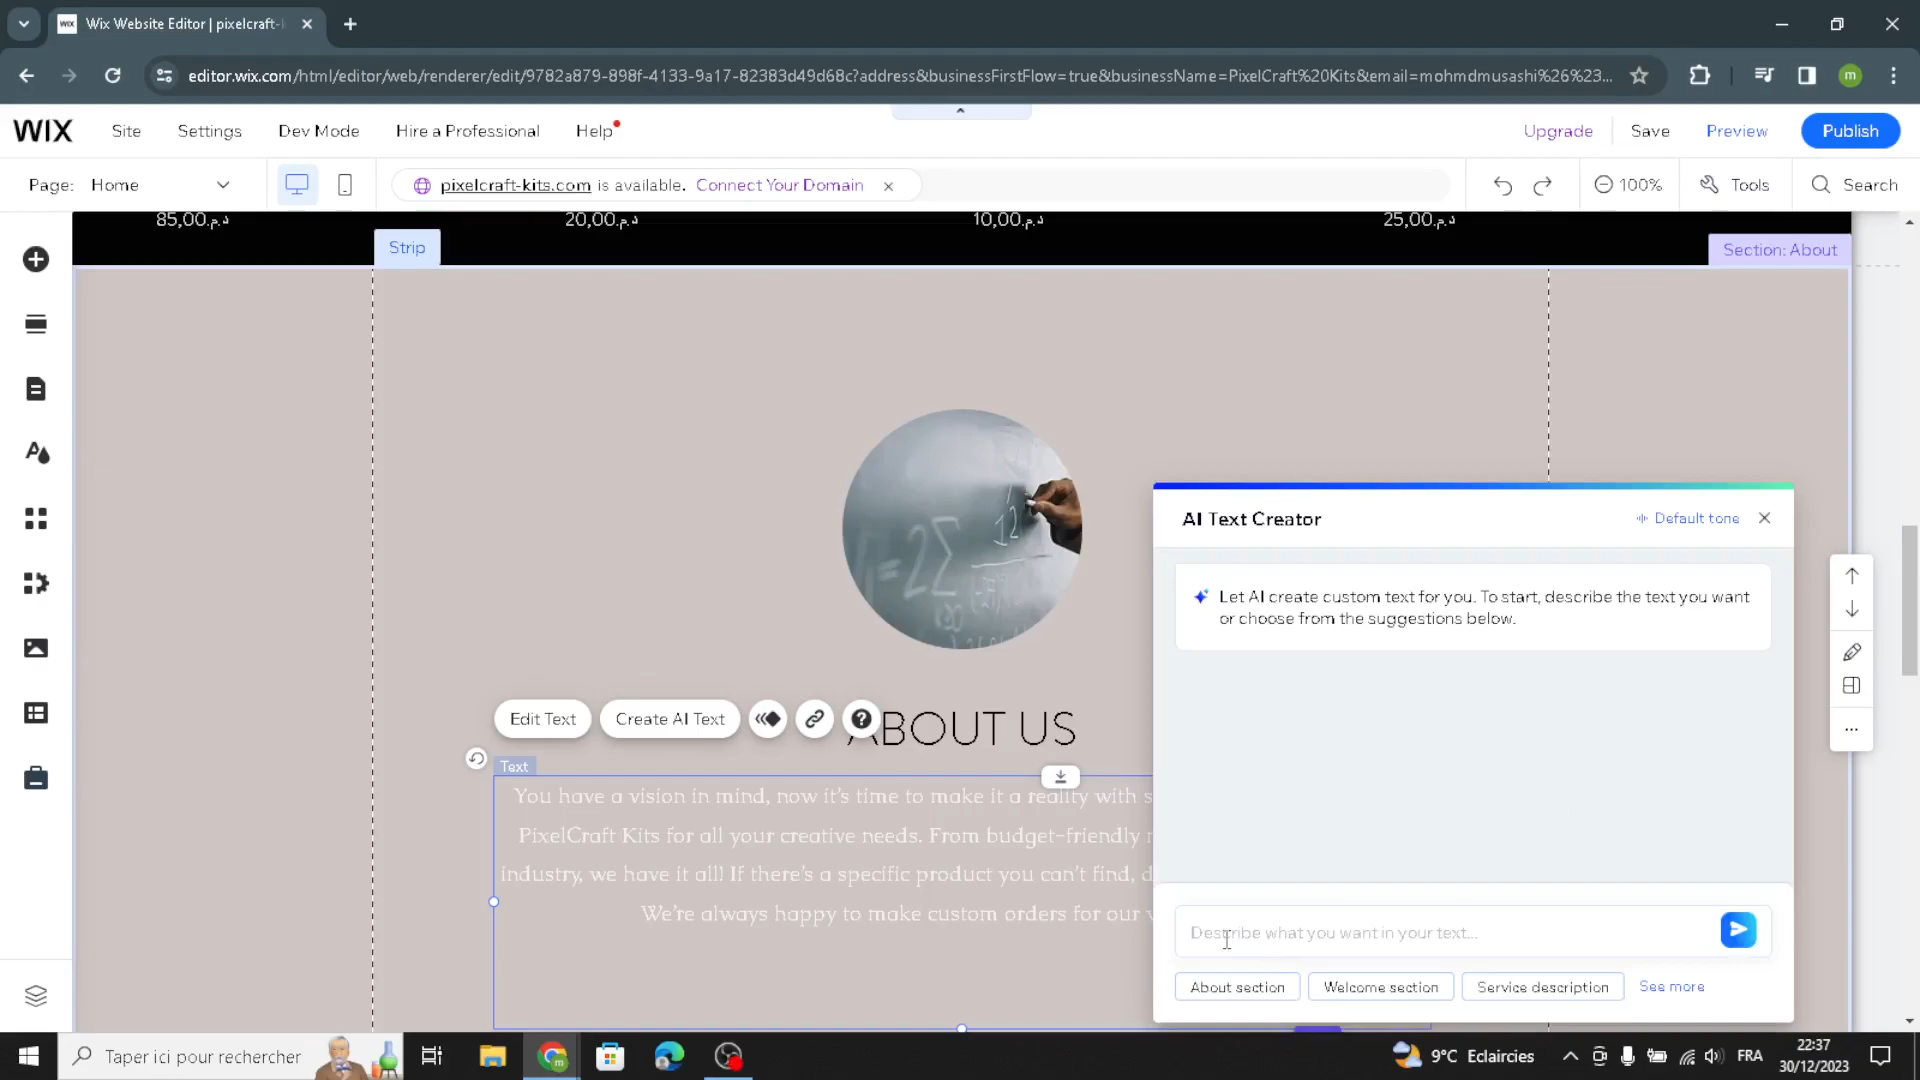 Wix Website Editor | pixelcraft-k
editor.wix.com/html/editor/web/renderer/edit/9782a879-898f-4133-9a17-82383d49d68c?address&businessFirstFlow=true&businessName=PixelCraft%20Kits&email=mohmdmusashi%26%23...
m
WIX
Site
Settings
Dev Mode
Hire a Professional
Help
Upgrade
Save
Preview
Publish
Page: Home
pixelcraft-kits.com is available. Connect Your Domain
100%
Tools
Search
85,00د.م.
20,00د.م.
10,00د.م.
25,00د.م.
Strip
Section: About
AI Text Creator
Default tone
Let AI create custom text for you. To start, describe the text you want
or choose from the suggestions below.
Edit Text
Create AI Text
ABOUT US
Text
You have a vision in mind, now it's time to make it a reality with s
PixelCraft Kits for all your creative needs. From budget-friendly
industry, we have it all! If there's a specific product you can't find, d
We're always happy to make custom orders for our v
Describe what you want in your text...
About section
Welcome section
Service description
See more
Taper ici pour rechercher
9°C Eclaircies
FRA
22:37
30/12/2023